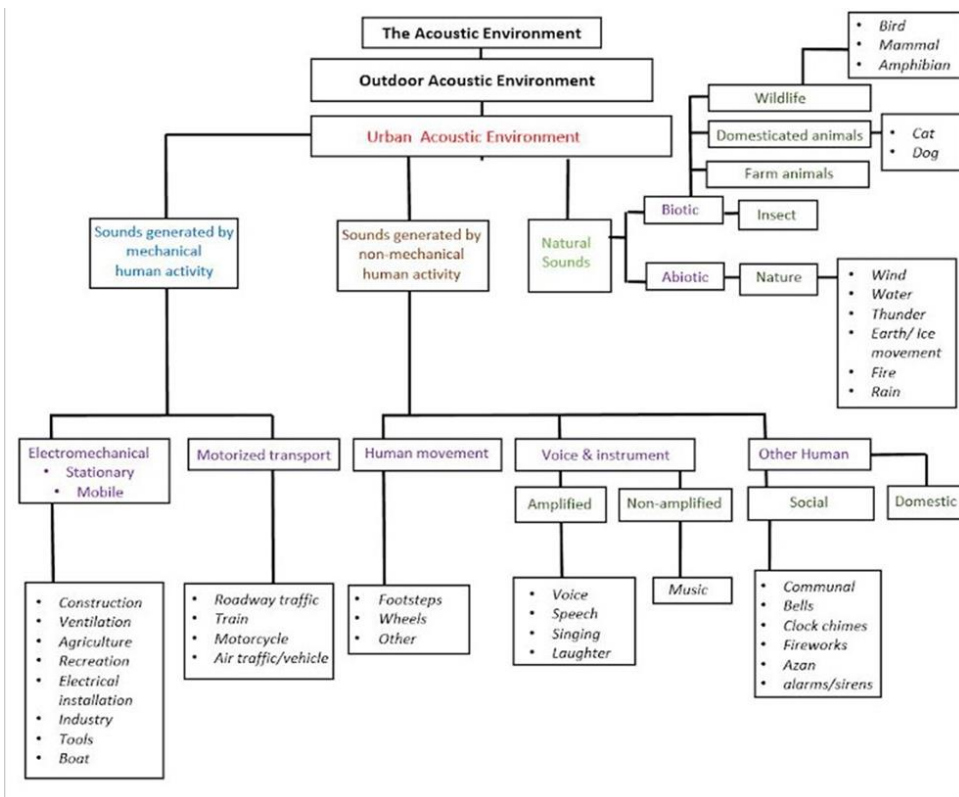 The Acoustic Environment
Outdoor Acoustic Environment
Urban Acoustic Environment
• Bird
• Mammal
• Amphibian
Wildlife
Domesticated animals
• Cat
• Dog
Farm animals
Biotic
Insect
Sounds generated by
mechanical
human activity
Sounds generated by
non-mechanical
human activity
Natural
Sounds
Abiotic
Nature
• Wind
• Water
• Thunder
• Earth/ Ice
movement
• Fire
• Rain
Electromechanical
• Stationary
• Mobile
Motorized transport
Human movement
Voice & instrument
Other Human
Amplified
Non-amplified
Social
Domestic
• Construction
• Ventilation
• Agriculture
• Recreation
• Electrical
installation
• Industry
• Tools
• Boat
• Roadway traffic
• Train
• Motorcycle
• Air traffic/vehicle
• Footsteps
• Wheels
• Other
• Voice
• Speech
• Singing
• Laughter
Music
• Communal
• Bells
• Clock chimes
• Fireworks
• Azan
• alarms/sirens